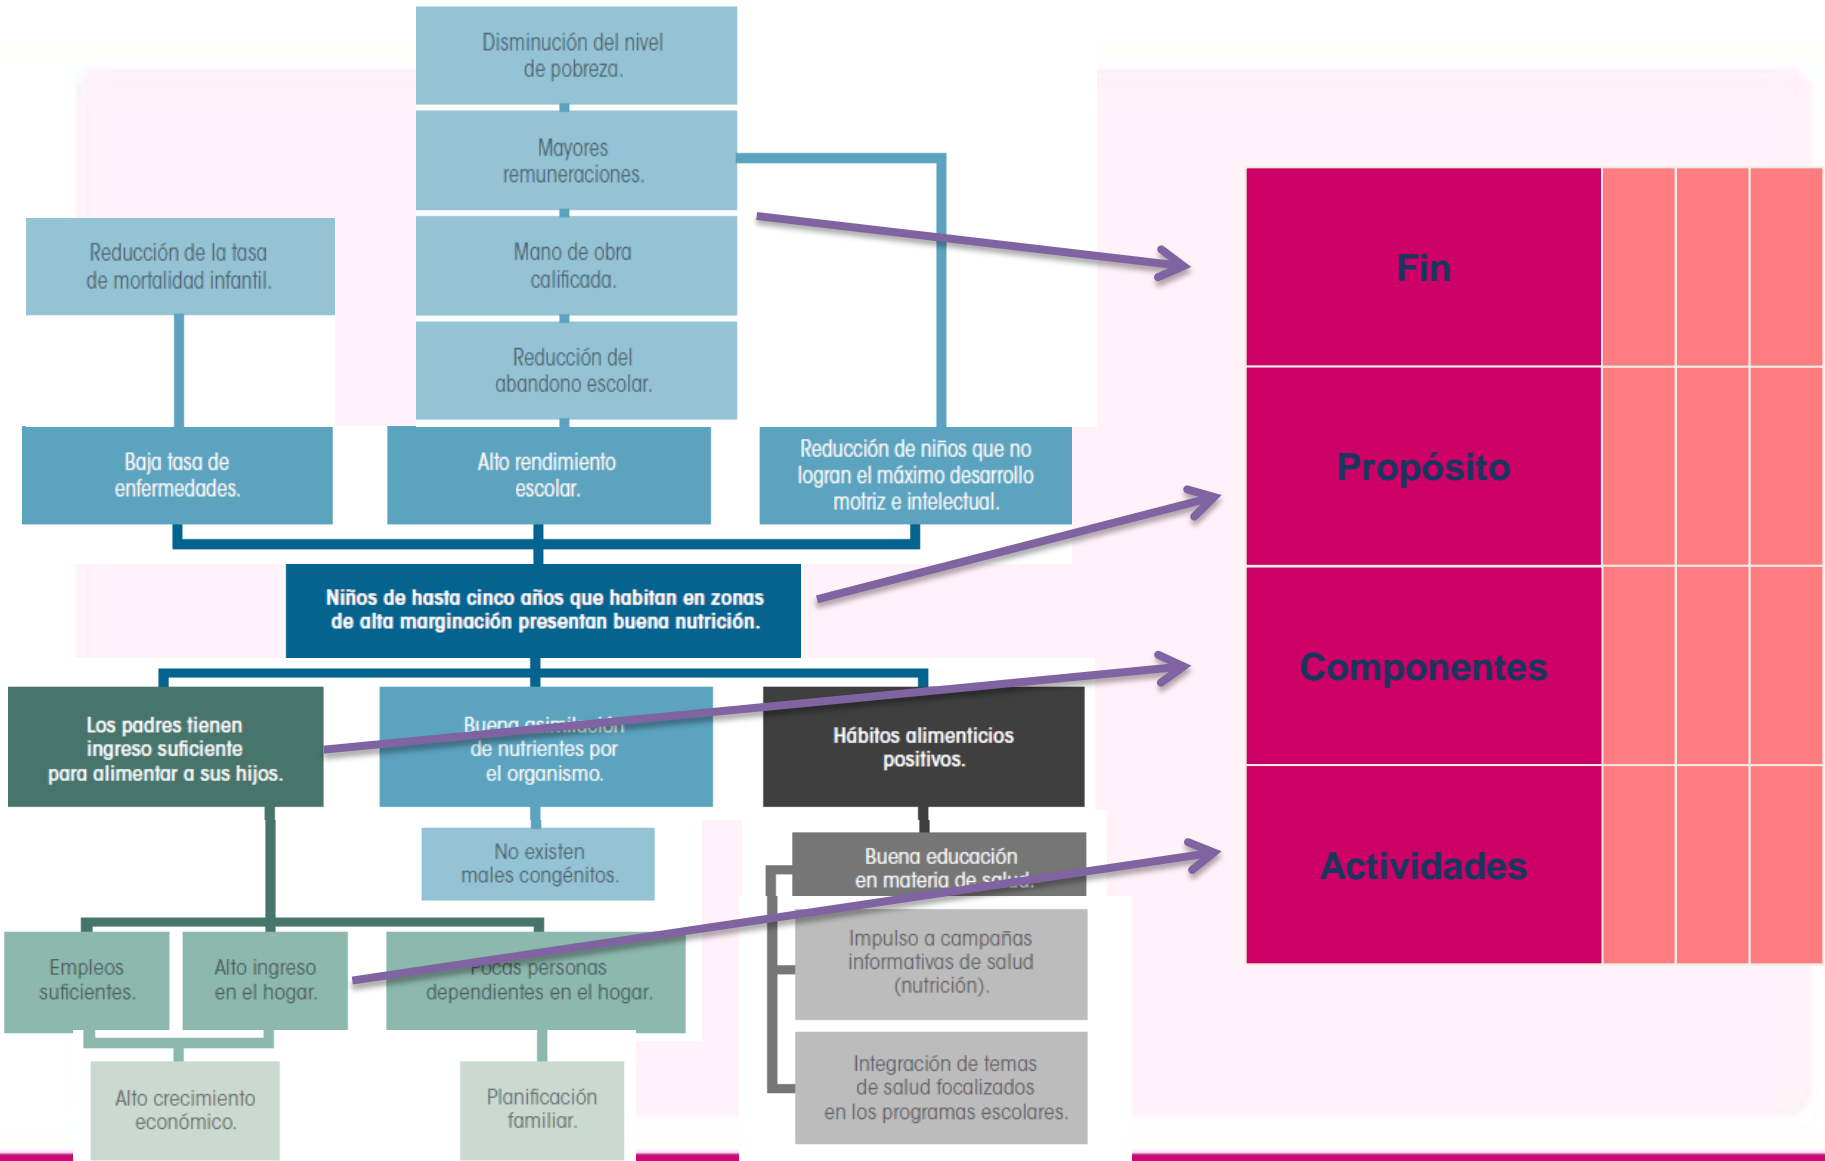 Disminución del nivel
de pobreza.
Mayores
remuneraciones.
Mano de obra
calificada.
Reducción del
abandono escolar.
Reducción de la tasa
de mortalidad infantil.
Baja tasa de
enfermedades.
Alto rendimiento
escolar.
Reducción de niños que no
logran el máximo desarrollo
motriz e intelectual.
Niños de hasta cinco años que habitan en zonas
de alta marginación presentan buena nutrición.
Los padres tienen
ingreso suficiente
para alimentar a sus hijos.
Buena asimilación
de nutrientes por
el organismo.
Hábitos alimenticios
positivos.
No existen
males congénitos.
Buena educación
en materia de salud.
Empleos
suficientes.
Alto ingreso
en el hogar.
Pocas personas
dependientes en el hogar.
Impulso a campañas
informativas de salud
(nutrición).
Integración de temas
de salud focalizados
en los programas escolares.
Alto crecimiento
económico.
Planificación
familiar.
Fin
Propósito
Componentes
Actividades